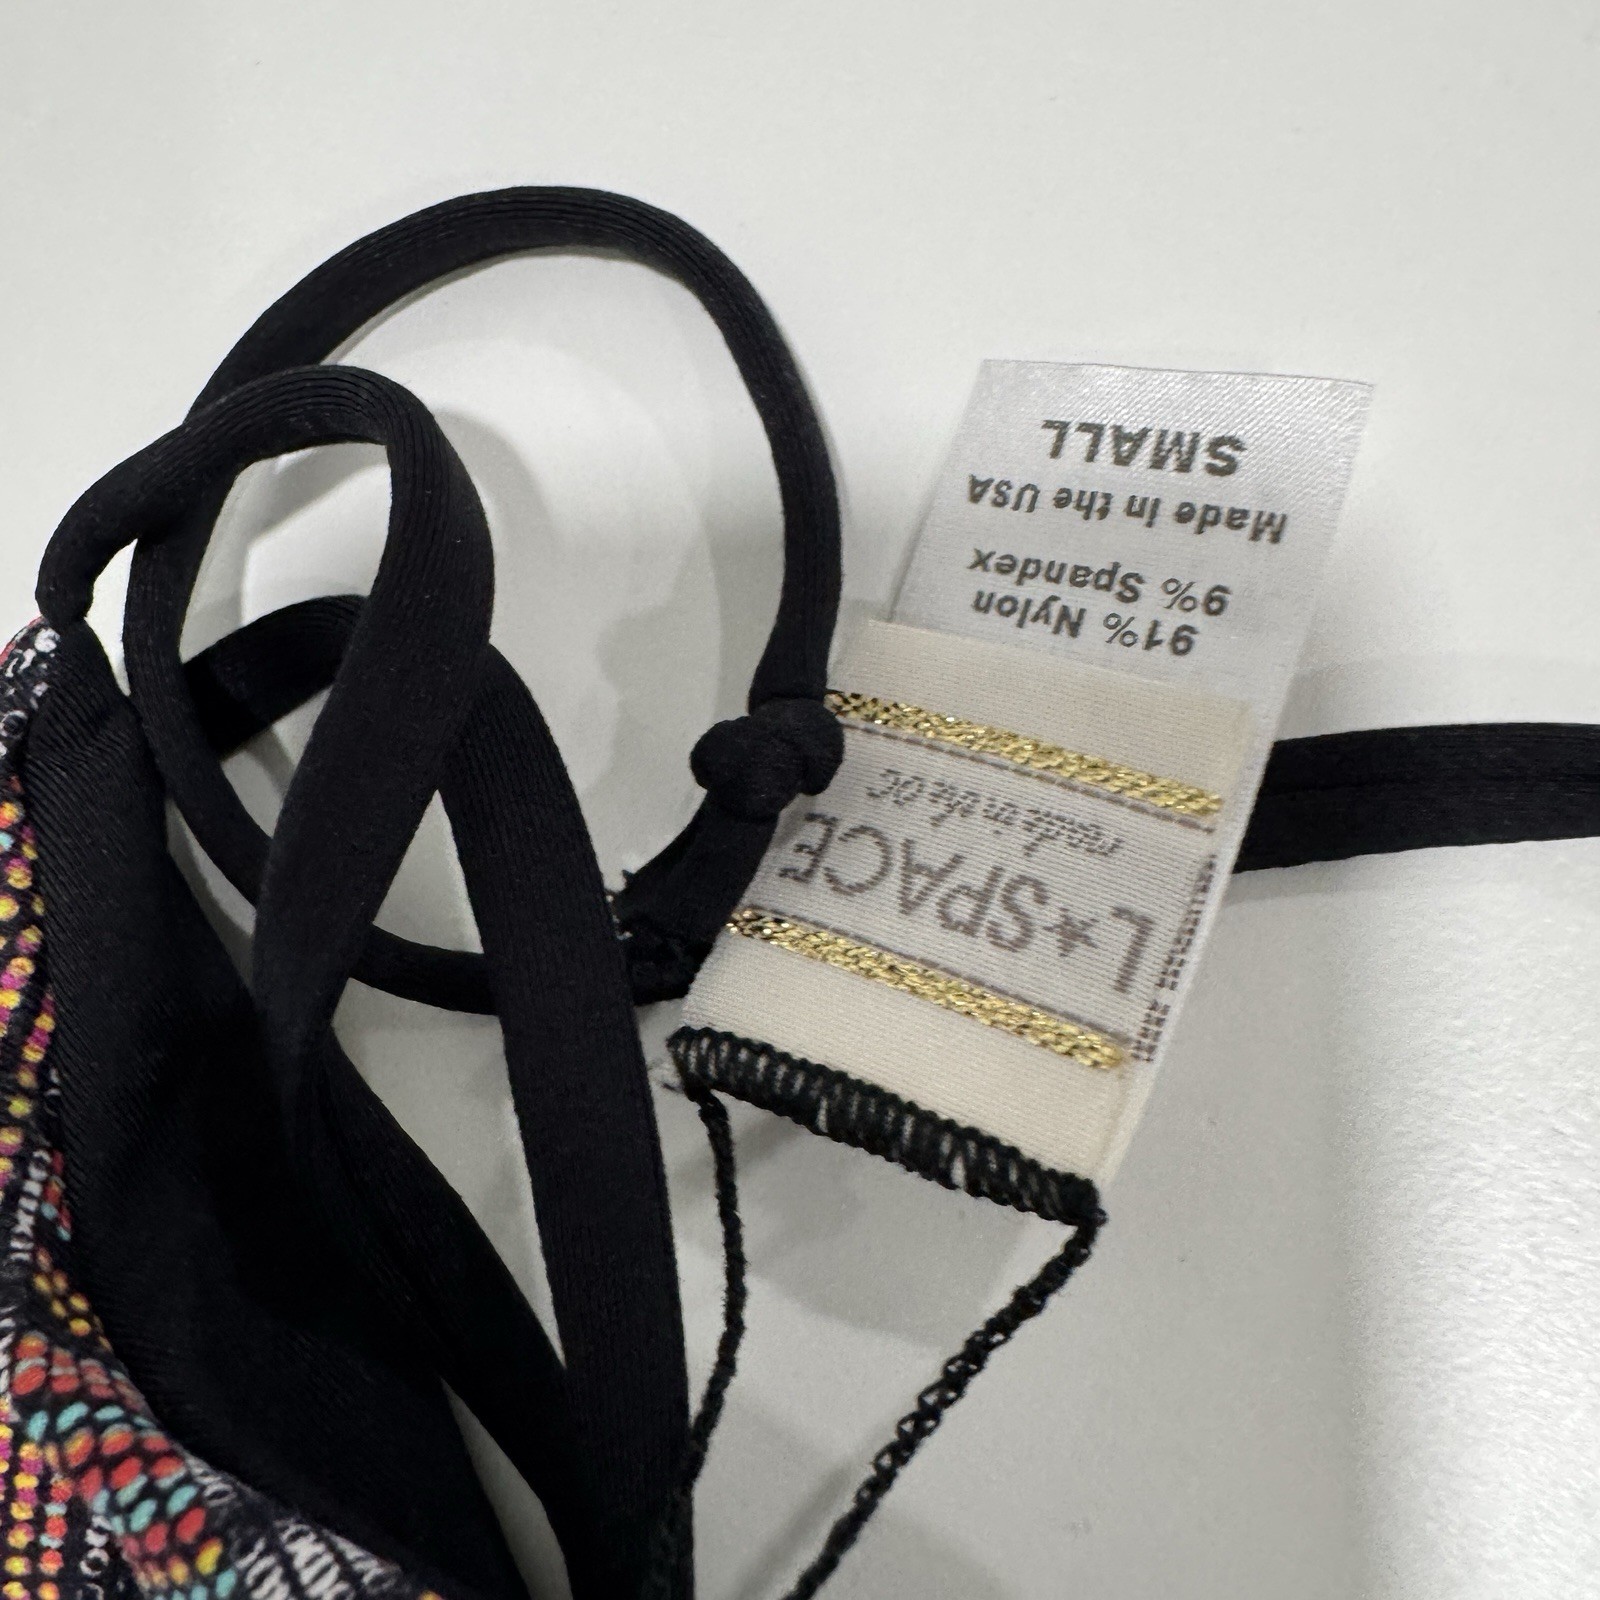 L*SPACE
made in the OC
91% Nylon
9% Spandex
Made in the USA
SMALL